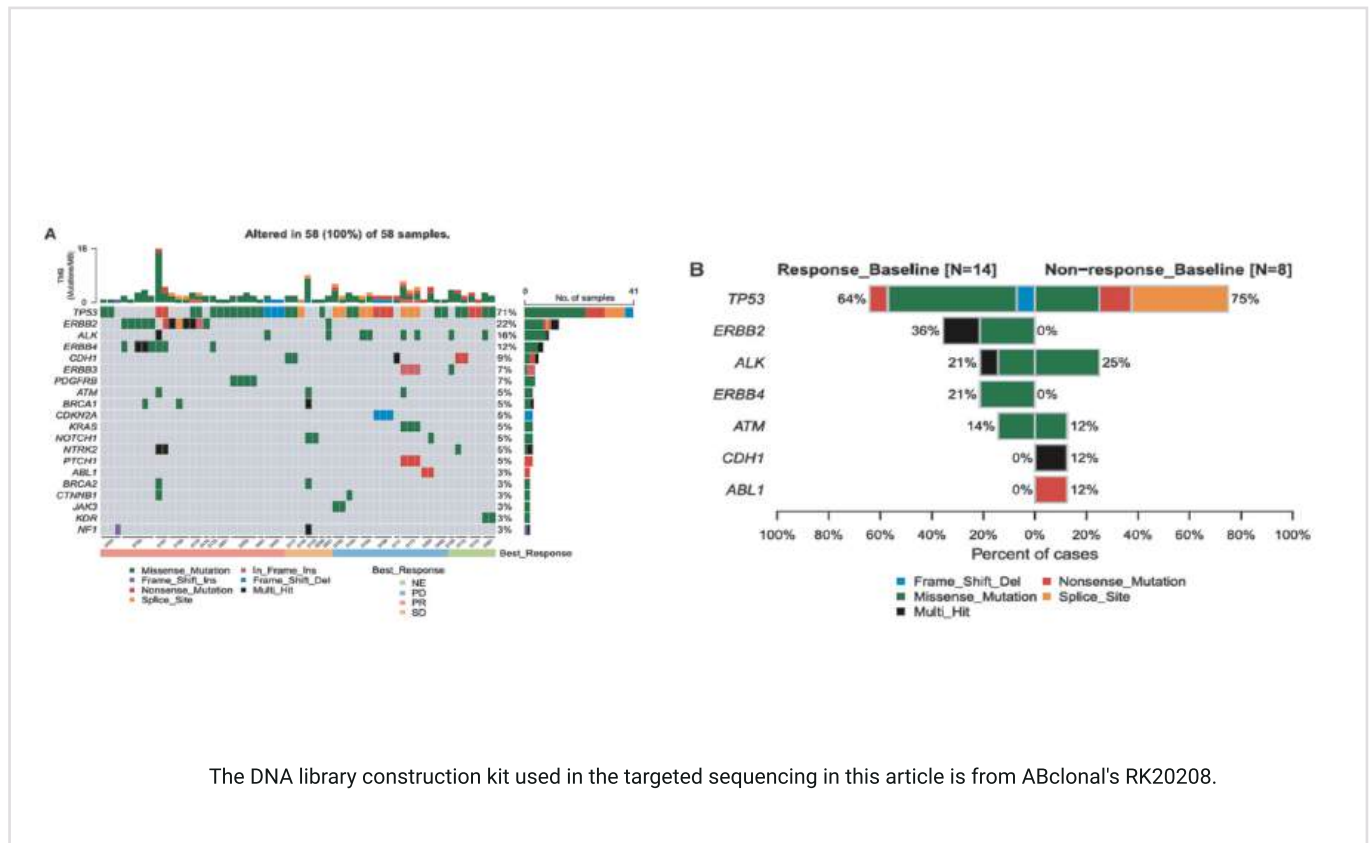 A
Altered in 58 (100%) of 58 samples.
TMB
(Mutations/MB)
0
0
No. of samples
41
TP53
71%
ERBB2
22%
ALK
16%
ERBB4
12%
CDH1
9%
ERBB3
7%
PDGFRB
7%
ATM
5%
BRCA1
5%
CDKN2A
5%
KRAS
5%
NOTCH1
5%
NTRK2
5%
PTCH1
5%
ABL1
3%
BRCA2
3%
CTNNB1
3%
JAK3
3%
KDR
3%
NF1
3%
Best_Response
Missense_Mutation
In_Frame_Ins
Frame_Shift_Ins
Frame_Shift_Del
Nonsense_Mutation
Multi_Hit
Splice_Site
Best_Response
NE
PD
PR
SD
B
Response_Baseline [N=14]
Non-response_Baseline [N=8]
TP53
64%
75%
ERBB2
36%
0%
ALK
21%
25%
ERBB4
21%
0%
ATM
14%
12%
CDH1
0%
12%
ABL1
0%
12%
100% 80% 60% 40% 20% 0% 20% 40% 60% 80% 100%
Percent of cases
Frame_Shift_Del
Nonsense_Mutation
Missense_Mutation
Splice_Site
Multi_Hit
The DNA library construction kit used in the targeted sequencing in this article is from ABclonal's RK20208.